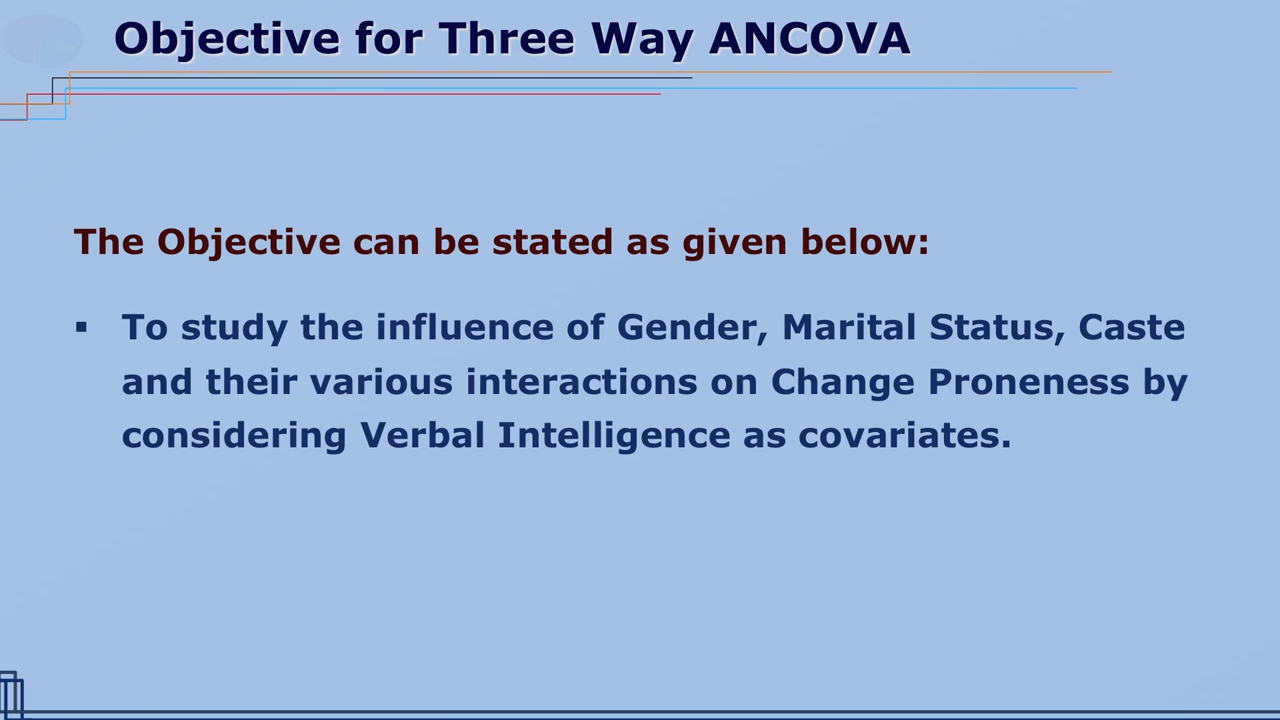 Objective for Three Way ANCOVA
The Objective can be stated as given below:
▪ To study the influence of Gender, Marital Status, Caste
and their various interactions on Change Proneness by
considering Verbal Intelligence as covariates.